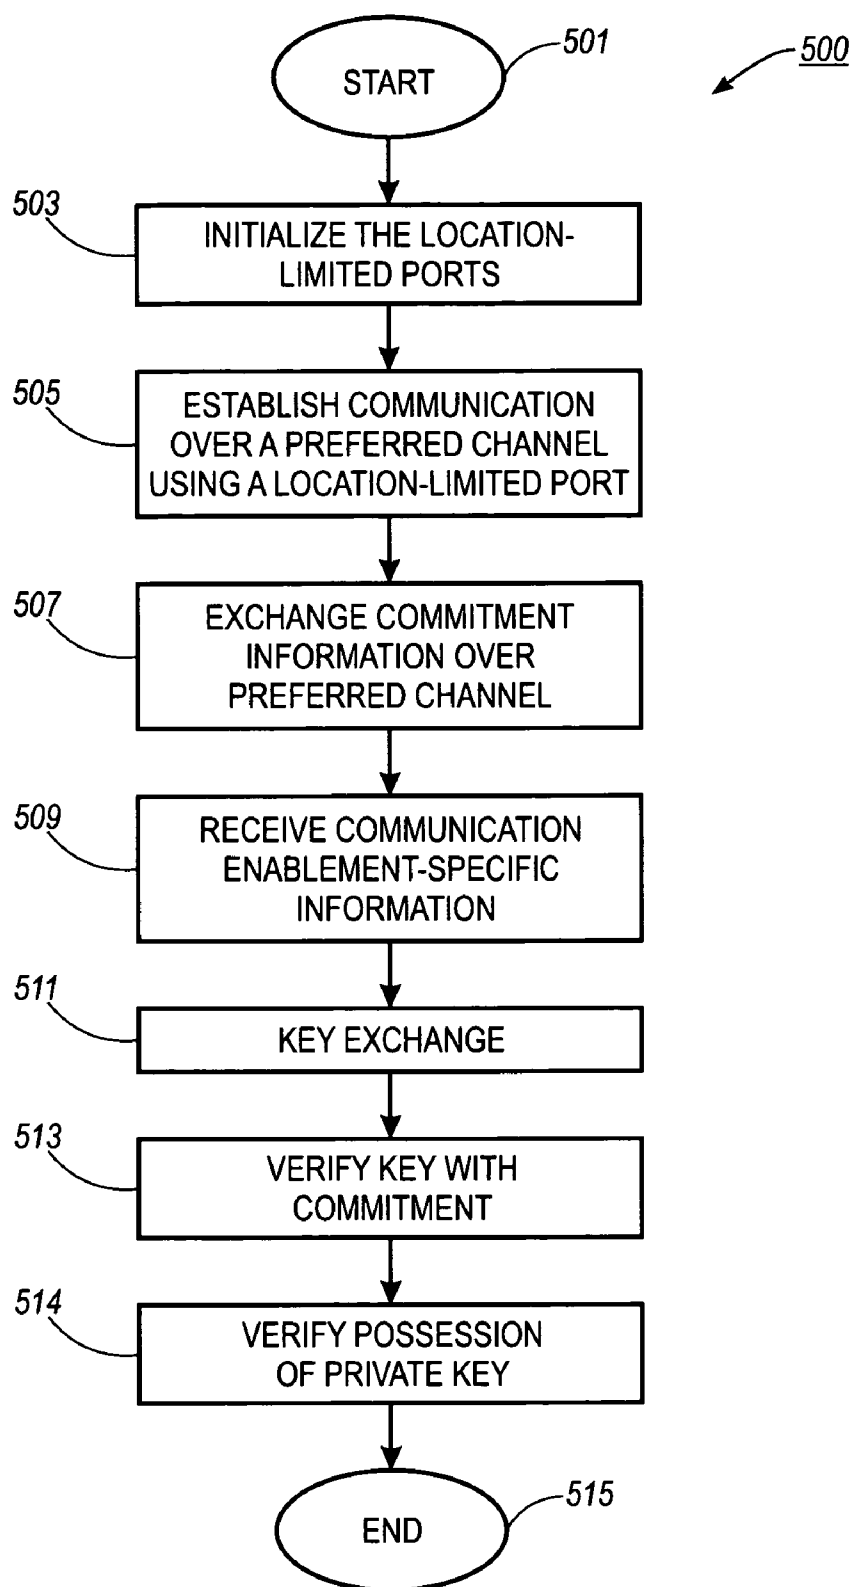 501
500
START
503
INITIALIZE THE LOCATION-
LIMITED PORTS
505
ESTABLISH COMMUNICATION
OVER A PREFERRED CHANNEL
USING A LOCATION-LIMITED PORT
507
EXCHANGE COMMITMENT
INFORMATION OVER
PREFERRED CHANNEL
509
RECEIVE COMMUNICATION
ENABLEMENT-SPECIFIC
INFORMATION
511
KEY EXCHANGE
513
VERIFY KEY WITH
COMMITMENT
514
VERIFY POSSESSION
OF PRIVATE KEY
515
END